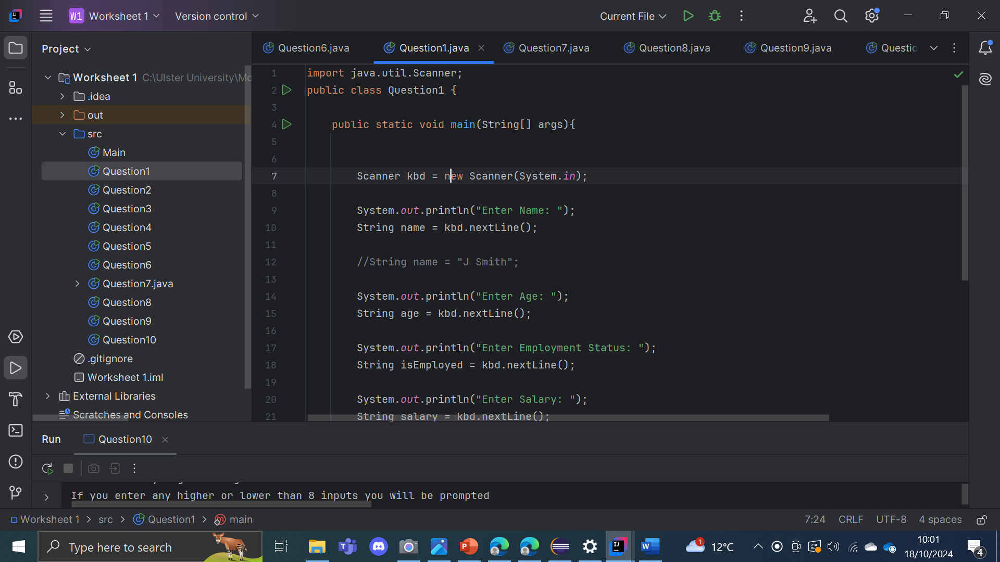 W1 Worksheet 1 Version control Current File
Project
Question6.java Question1.java Question7.java Question8.java Question9.java Questio
Worksheet 1 C:\Ulster University\Mo
.idea
out
src
Main
Question1
Question2
Question3
Question4
Question5
Question6
Question7.java
Question8
Question9
Question10
.gitignore
Worksheet 1.iml
External Libraries
Scratches and Consoles
1 import java.util.Scanner;
2 public class Question1 {
3
4 public static void main(String[] args){
5
6
7 Scanner kbd = new Scanner(System.in);
8
9 System.out.println("Enter Name: ");
10 String name = kbd.nextLine();
11
12 //String name = "J Smith";
13
14 System.out.println("Enter Age: ");
15 String age = kbd.nextLine();
16
17 System.out.println("Enter Employment Status: ");
18 String isEmployed = kbd.nextLine();
19
20 System.out.println("Enter Salary: ");
21 String salary = kbd.nextLine();
Run Question10
If you enter any higher or lower than 8 inputs you will be prompted
Worksheet 1 > src > Question1 > main 7:24 CRLF UTF-8 4 spaces
Type here to search
1 12°C
10:01
18/10/2024
4